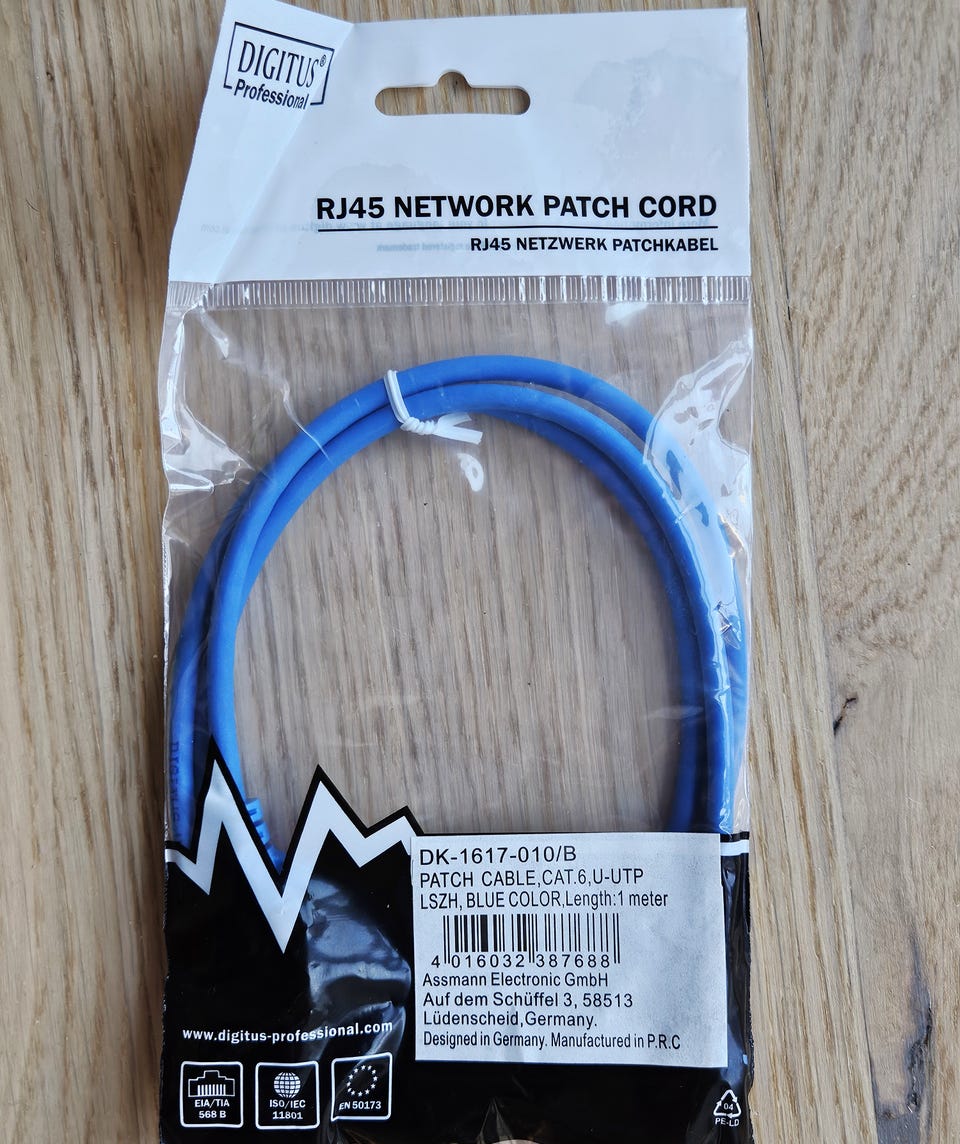 DIGITUS®
Professional
RJ45 NETWORK PATCH CORD
RJ45 NETZWERK PATCHKABEL
DK-1617-010/B
PATCH CABLE,CAT.6,U-UTP
LSZH, BLUE COLOR,Length:1 meter
4 016032 387688
Assmann Electronic GmbH
Auf dem Schüffel 3, 58513
Lüdenscheid,Germany.
Designed in Germany. Manufactured in P.R.C
www.digitus-professional.com
EIA/TIA
568 B
ISO/IEC
11801
EN 50173
04
PE-LD